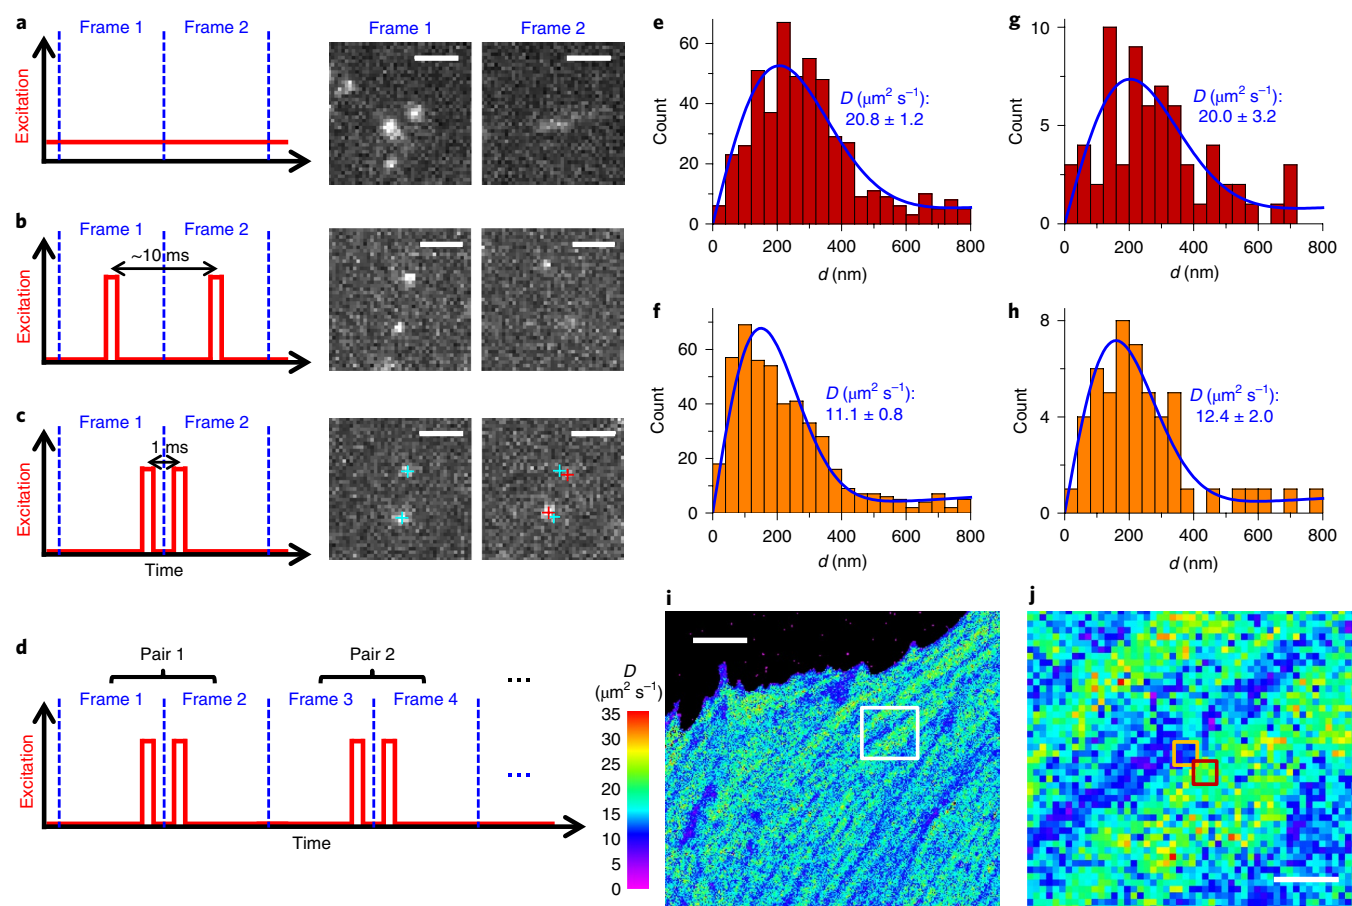 a
Frame 1 Frame 2
Excitation
Frame 1 Frame 2
b
Frame 1 Frame 2
~10 ms
Excitation
c
Frame 1 Frame 2
1 ms
Excitation
Time
d
Pair 1 Pair 2
Frame 1 Frame 2 Frame 3 Frame 4 ...
...
Excitation
Time
e
60
40
20
0
Count
D (μm² s⁻¹):
20.8 ± 1.2
0 200 400 600 800
d (nm)
f
60
40
20
0
Count
D (μm² s⁻¹):
11.1 ± 0.8
0 200 400 600 800
d (nm)
g
10
5
0
Count
D (μm² s⁻¹):
20.0 ± 3.2
0 200 400 600 800
d (nm)
h
8
4
0
Count
D (μm² s⁻¹):
12.4 ± 2.0
0 200 400 600 800
d (nm)
i
D
(μm² s⁻¹)
35
30
25
20
15
10
5
0
j